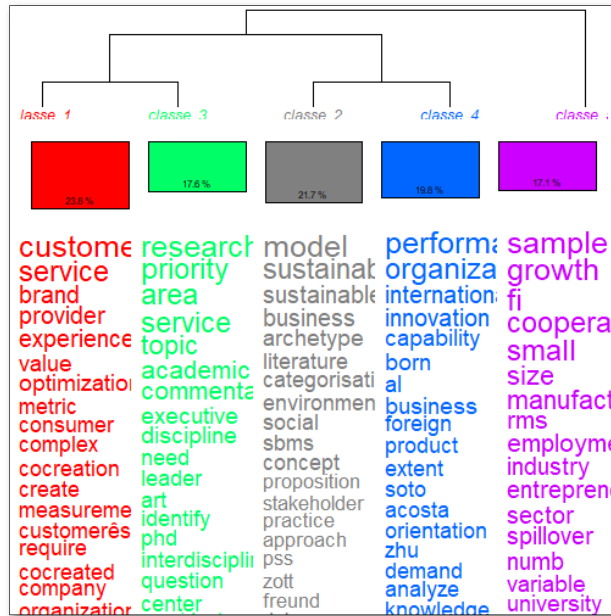 lasse 1
classe 3
classe 2
classe 4
classe
23.8 %
17.6 %
21.7 %
19.8 %
17.1 %
custome
service
brand
provider
experience
value
optimization
metric
consumer
complex
cocreation
create
measureme
customerês
require
cocreated
company
organization
research
priority
area
service
topic
academic
commenta
executive
discipline
need
leader
art
identify
phd
interdisciplin
question
center
model
sustainab
sustainable
business
archetype
literature
categorisati
environmen
social
sbms
concept
proposition
stakeholder
practice
approach
pss
zott
freund
performa
organiza
internationa
innovation
capability
born
al
business
foreign
product
extent
soto
acosta
orientation
zhu
demand
analyze
knowledge
sample
growth
fi
coopera
small
size
manufact
rms
employme
industry
entrepren
sector
spillover
numb
variable
university